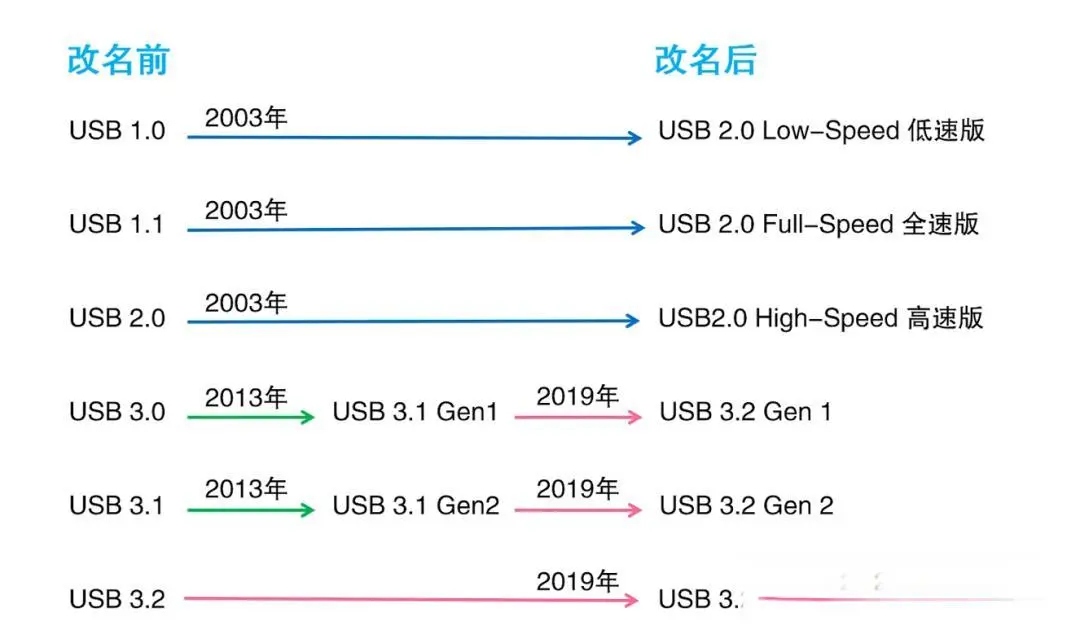 改名前 改名后
USB 1.0 2003年 USB 2.0 Low-Speed 低速版
USB 1.1 2003年 USB 2.0 Full-Speed 全速版
USB 2.0 2003年 USB2.0 High-Speed 高速版
USB 3.0 2013年 USB 3.1 Gen1 2019年 USB 3.2 Gen 1
USB 3.1 2013年 USB 3.1 Gen2 2019年 USB 3.2 Gen 2
USB 3.2 2019年 USB 3.